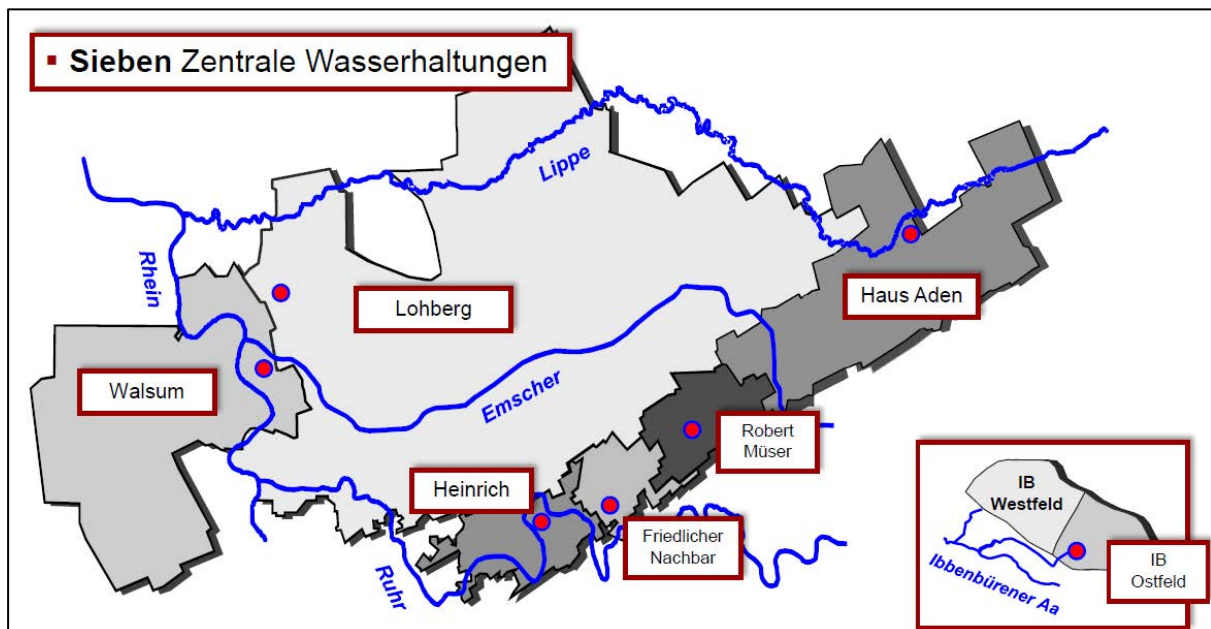 ▪ Sieben Zentrale Wasserhaltungen
Lippe
Rhein
Haus Aden
Lohberg
Walsum
Emscher
Robert
Müser
Heinrich
Friedlicher
Nachbar
Ruhr
IB
Westfeld
IB
Ostfeld
Ibbenbürener Aa